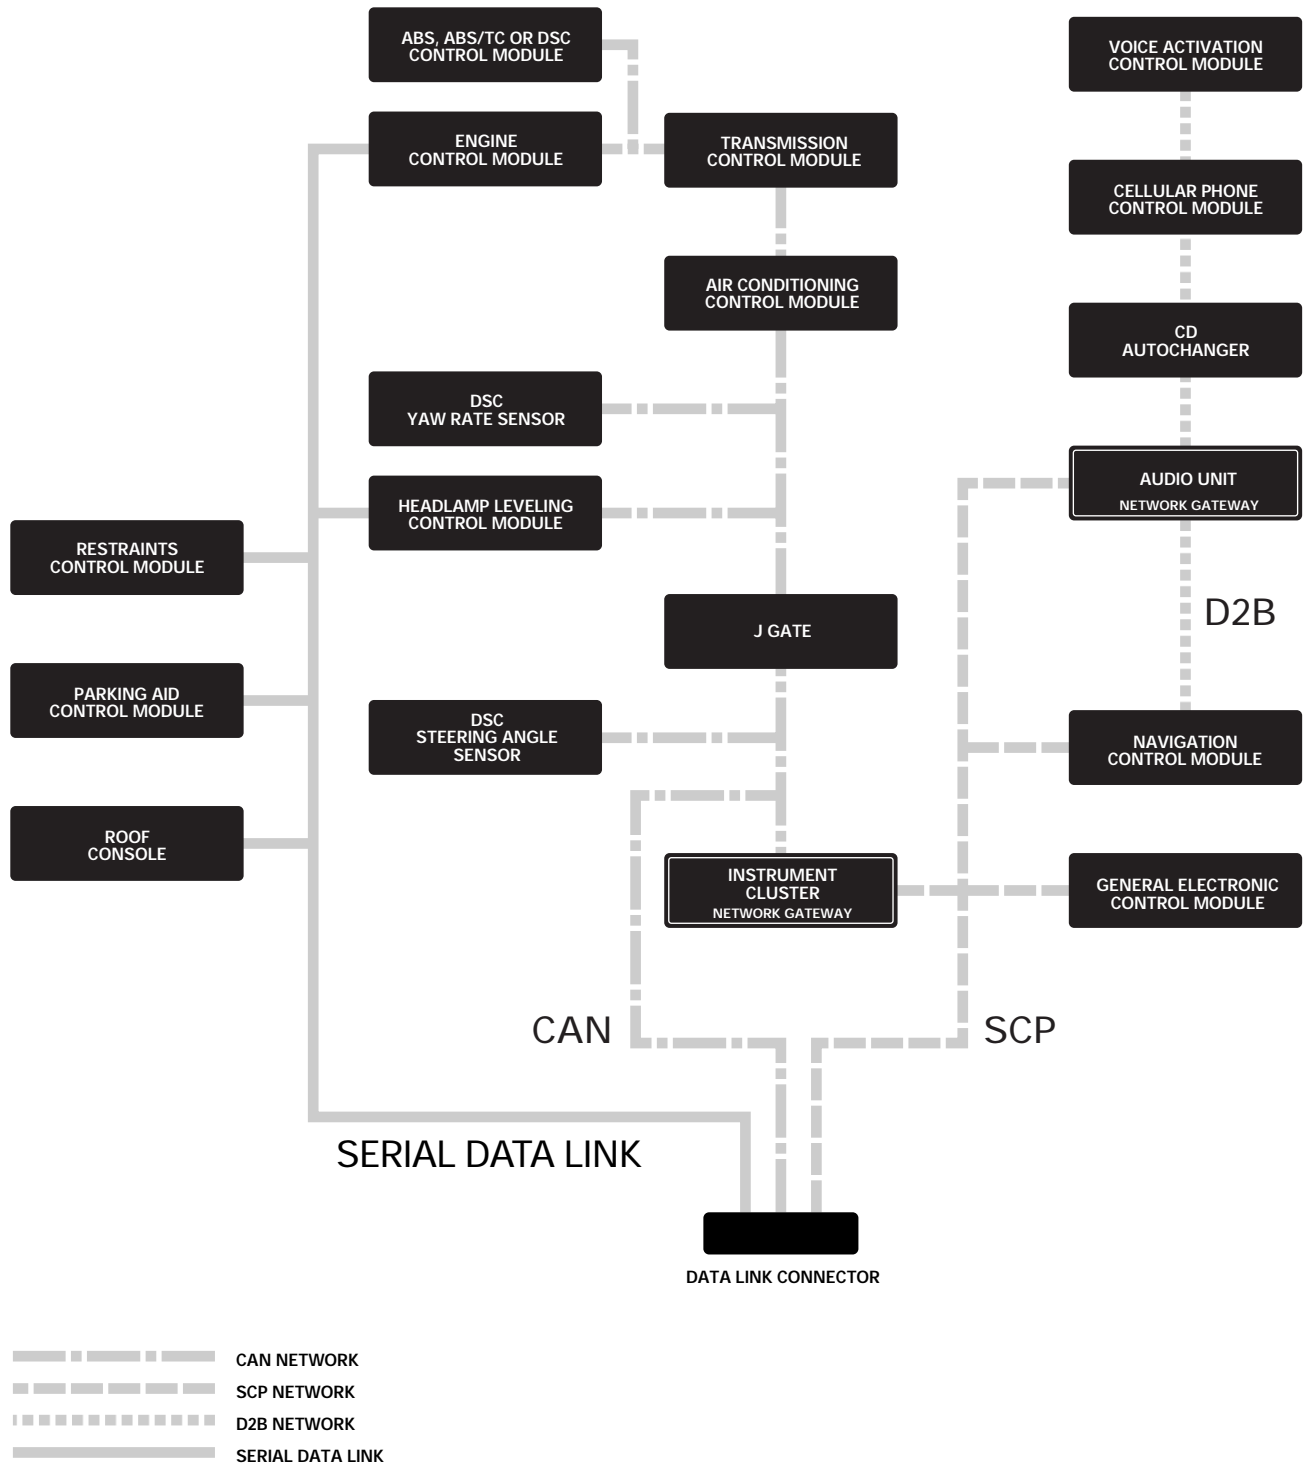 ABS, ABS/TC OR DSC
CONTROL MODULE
VOICE ACTIVATION
CONTROL MODULE
ENGINE
CONTROL MODULE
TRANSMISSION
CONTROL MODULE
CELLULAR PHONE
CONTROL MODULE
AIR CONDITIONING
CONTROL MODULE
CD
AUTOCHANGER
DSC
YAW RATE SENSOR
AUDIO UNIT
NETWORK GATEWAY
HEADLAMP LEVELING
CONTROL MODULE
RESTRAINTS
CONTROL MODULE
D2B
J GATE
PARKING AID
CONTROL MODULE
DSC
STEERING ANGLE
SENSOR
NAVIGATION
CONTROL MODULE
ROOF
CONSOLE
INSTRUMENT
CLUSTER
NETWORK GATEWAY
GENERAL ELECTRONIC
CONTROL MODULE
CAN
SCP
SERIAL DATA LINK
DATA LINK CONNECTOR
CAN NETWORK
SCP NETWORK
D2B NETWORK
SERIAL DATA LINK